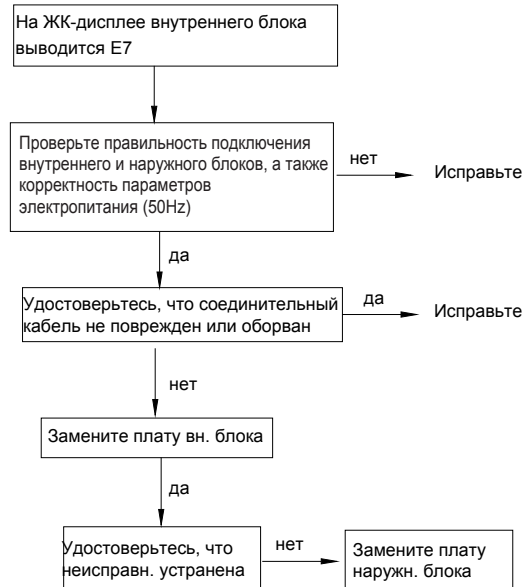 На ЖК-дисплее внутреннего блока
выводится E7
Проверьте правильность подключения
внутреннего и наружного блоков, а также
корректность параметров
электропитания (50Hz)
нет
Исправьте
да
Удостоверьтесь, что соединительный
кабель не поврежден или оборван
да
Исправьте
нет
Замените плату вн. блока
да
Удостоверьтесь, что
неисправн. устранена
нет
Замените плату
наружн. блока